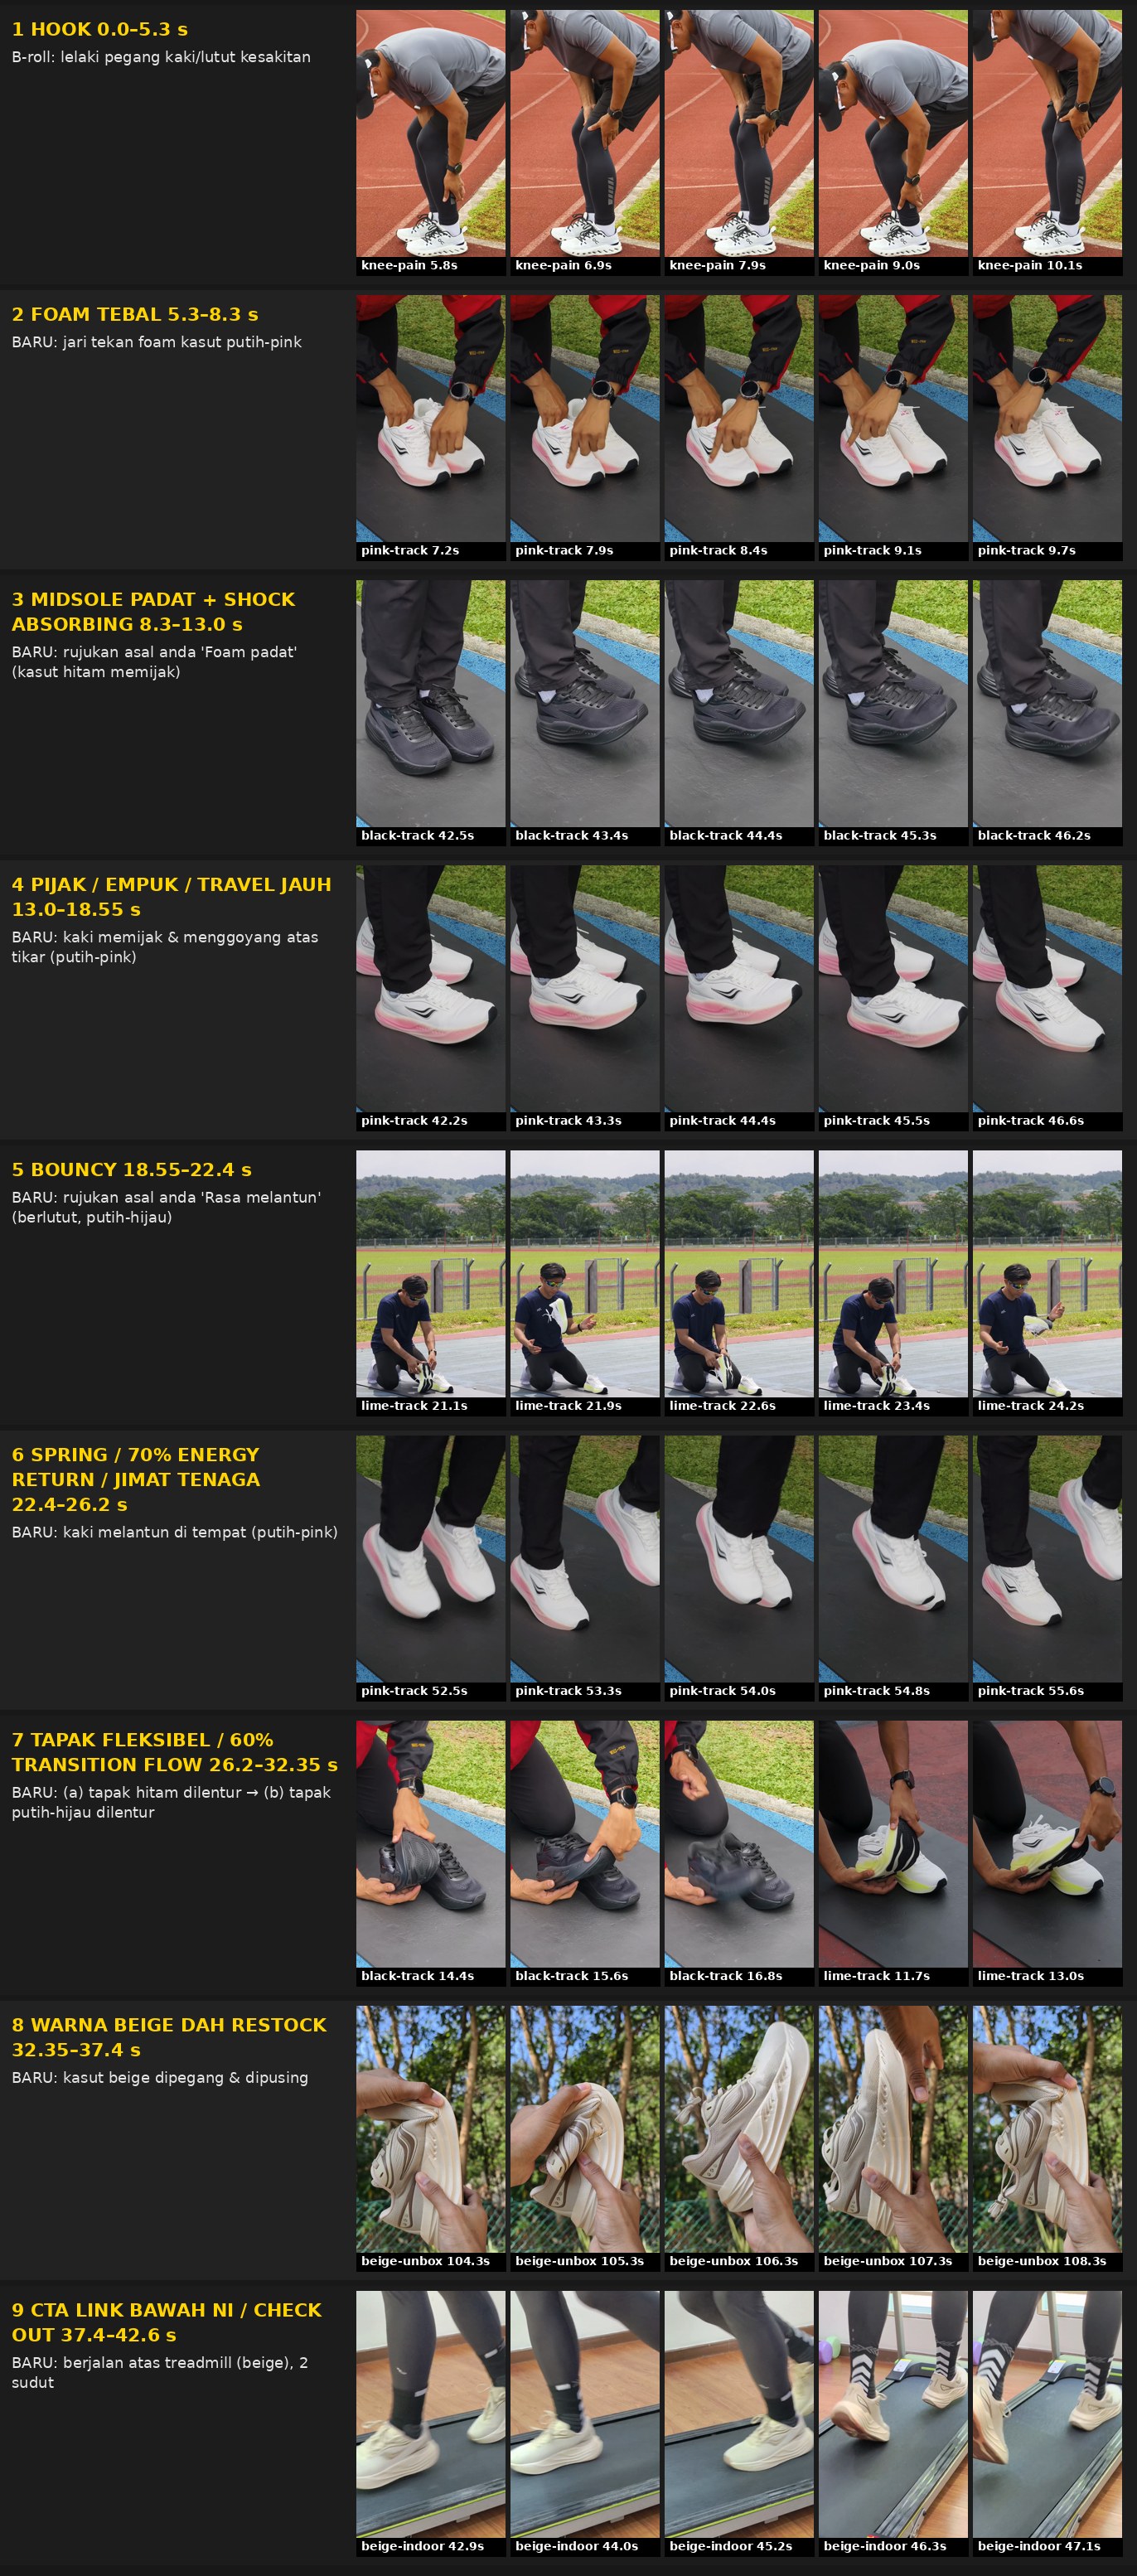 1 HOOK 0.0–5.3 s
B-roll: lelaki pegang kaki/lutut kesakitan
knee-pain 5.8s
knee-pain 6.9s
knee-pain 7.9s
knee-pain 9.0s
knee-pain 10.1s
2 FOAM TEBAL 5.3–8.3 s
BARU: jari tekan foam kasut putih-pink
pink-track 7.2s
pink-track 7.9s
pink-track 8.4s
pink-track 9.1s
pink-track 9.7s
3 MIDSOLE PADAT + SHOCK
ABSORBING 8.3–13.0 s
BARU: rujukan asal anda 'Foam padat'
(kasut hitam memijak)
black-track 42.5s
black-track 43.4s
black-track 44.4s
black-track 45.3s
black-track 46.2s
4 PIJAK / EMPUK / TRAVEL JAUH
13.0–18.55 s
BARU: kaki memijak & menggoyang atas
tikar (putih-pink)
pink-track 42.2s
pink-track 43.3s
pink-track 44.4s
pink-track 45.5s
pink-track 46.6s
5 BOUNCY 18.55–22.4 s
BARU: rujukan asal anda 'Rasa melantun'
(berlutut, putih-hijau)
lime-track 21.1s
lime-track 21.9s
lime-track 22.6s
lime-track 23.4s
lime-track 24.2s
6 SPRING / 70% ENERGY
RETURN / JIMAT TENAGA
22.4–26.2 s
BARU: kaki melantun di tempat (putih-pink)
pink-track 52.5s
pink-track 53.3s
pink-track 54.0s
pink-track 54.8s
pink-track 55.6s
7 TAPAK FLEKSIBEL / 60%
TRANSITION FLOW 26.2–32.35 s
BARU: (a) tapak hitam dilentur → (b) tapak
putih-hijau dilentur
black-track 14.4s
black-track 15.6s
black-track 16.8s
lime-track 11.7s
lime-track 13.0s
8 WARNA BEIGE DAH RESTOCK
32.35–37.4 s
BARU: kasut beige dipegang & dipusing
beige-unbox 104.3s
beige-unbox 105.3s
beige-unbox 106.3s
beige-unbox 107.3s
beige-unbox 108.3s
9 CTA LINK BAWAH NI / CHECK
OUT 37.4–42.6 s
BARU: berjalan atas treadmill (beige), 2
sudut
beige-indoor 42.9s
beige-indoor 44.0s
beige-indoor 45.2s
beige-indoor 46.3s
beige-indoor 47.1s